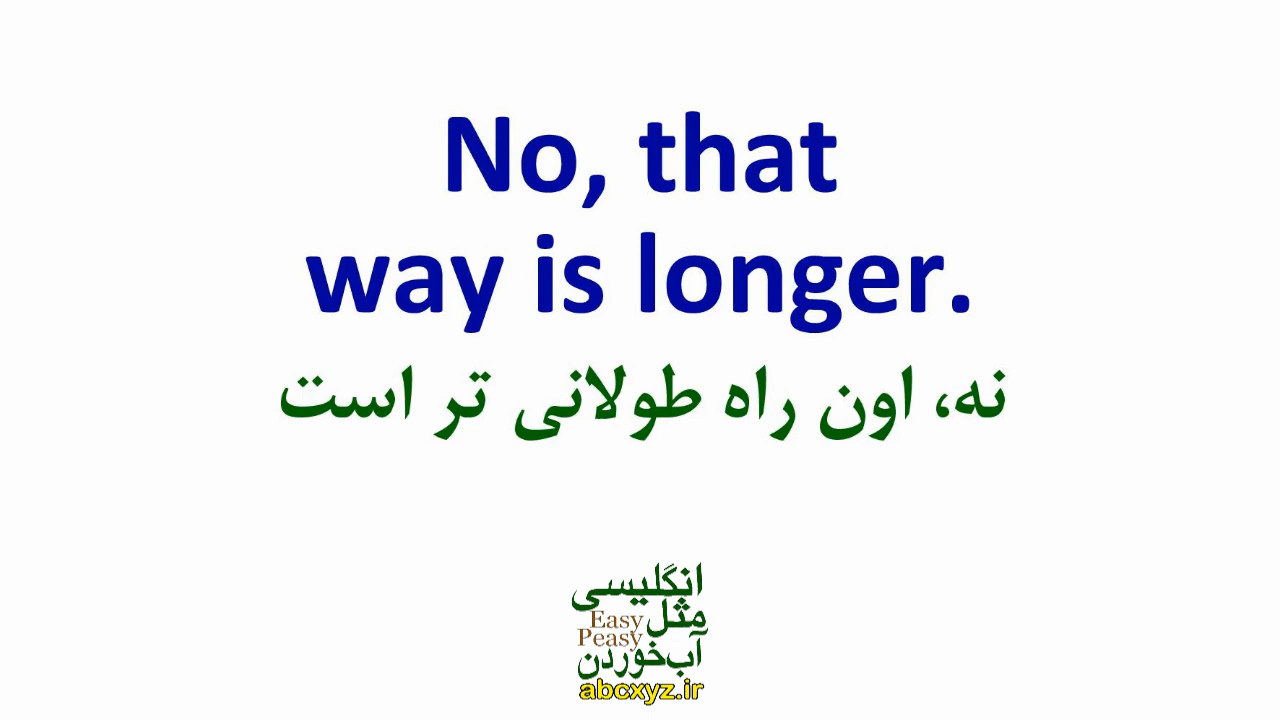 No, that
way is longer.
نه، اون راه طولانی تر است
انگلیسی
مثل
Easy
Peasy
آب‌خوردن
abcxyz.ir